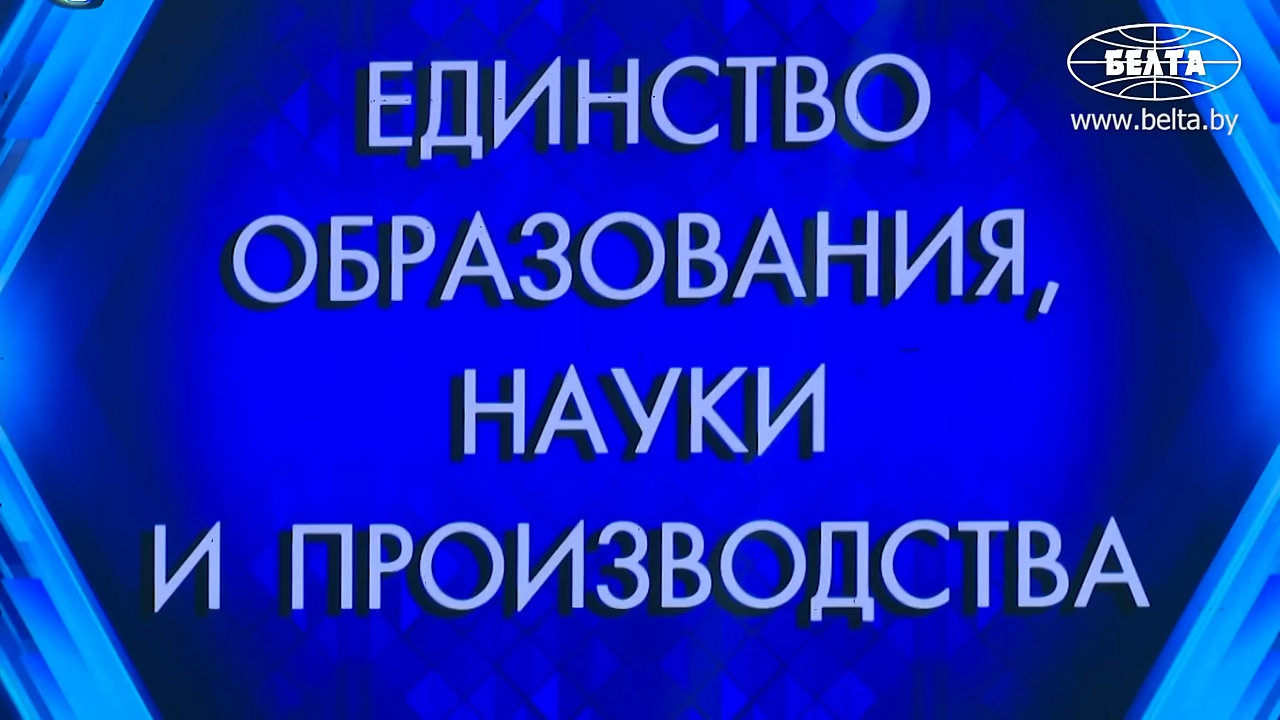 БЕЛТА
www.belta.by
ЕДИНСТВО
ОБРАЗОВАНИЯ,
НАУКИ
И ПРОИЗВОДСТВА